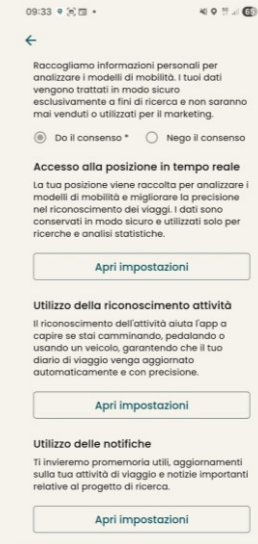 09:33
Raccogliamo informazioni personali per
analizzare i modelli di mobilità. I tuoi dati
vengono trattati in modo sicuro
esclusivamente a fini di ricerca e non saranno
mai venduti o utilizzati per il marketing.
Do il consenso * Nego il consenso
Accesso alla posizione in tempo reale
La tua posizione viene raccolta per analizzare i
modelli di mobilità e migliorare la precisione
nel riconoscimento dei viaggi. I dati sono
conservati in modo sicuro e utilizzati solo per
ricerche e analisi statistiche.
Apri impostazioni
Utilizzo della riconoscimento attività
Il riconoscimento dell'attività aiuta l'app a
capire se stai camminando, pedalando o
usando un veicolo, garantendo che il tuo
diario di viaggio venga aggiornato
automaticamente e con precisione.
Apri impostazioni
Utilizzo delle notifiche
Ti invieremo promemoria utili, aggiornamenti
sulla tua attività di viaggio e notizie importanti
relative al progetto di ricerca.
Apri impostazioni